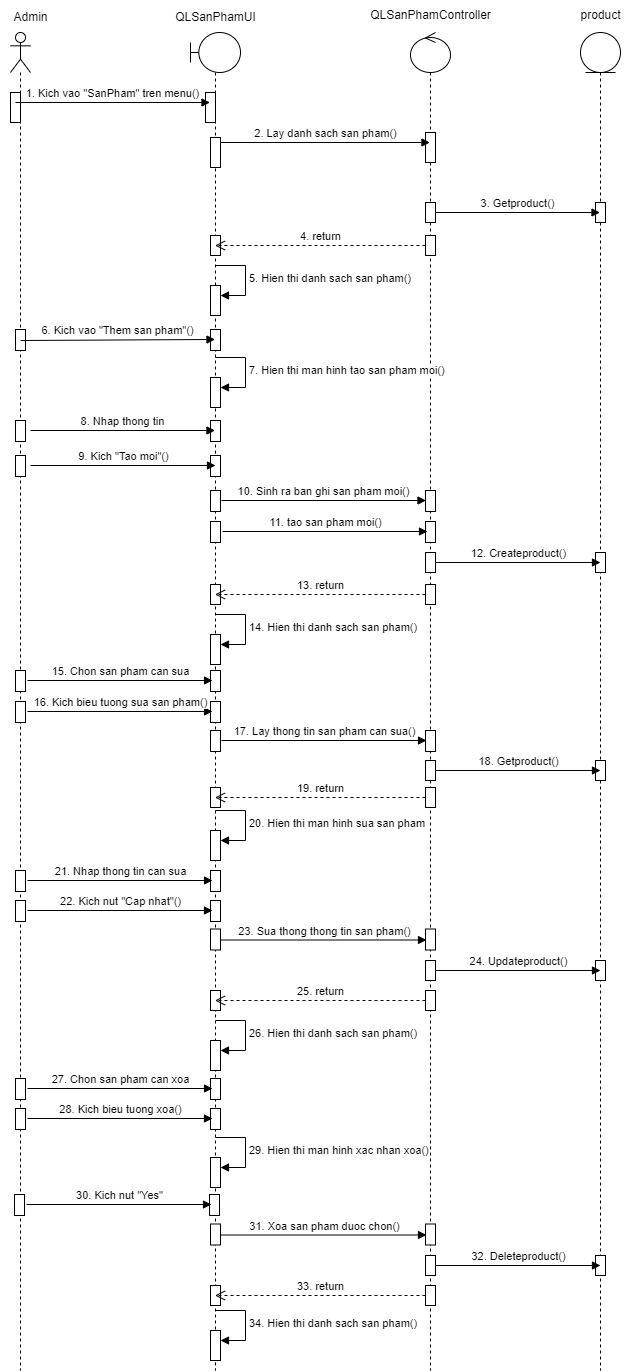 Admin
QLSanPhamUI
QLSanPhamController
product
1. Kich vao "SanPham" tren menu()
2. Lay danh sach san pham()
3. Getproduct()
4. return
5. Hien thi danh sach san pham()
6. Kich vao "Them san pham"()
7. Hien thi man hinh tao san pham moi()
8. Nhap thong tin
9. Kich "Tao moi"()
10. Sinh ra ban ghi san pham moi()
11. tao san pham moi()
12. Createproduct()
13. return
14. Hien thi danh sach san pham()
15. Chon san pham can sua
16. Kich bieu tuong sua san pham()
17. Lay thong tin san pham can sua()
18. Getproduct()
19. return
20. Hien thi man hinh sua san pham
21. Nhap thong tin can sua
22. Kich nut "Cap nhat"()
23. Sua thong thong tin san pham()
24. Updateproduct()
25. return
26. Hien thi danh sach san pham()
27. Chon san pham can xoa
28. Kich bieu tuong xoa()
29. Hien thi man hinh xac nhan xoa()
30. Kich nut "Yes"
31. Xoa san pham duoc chon()
32. Deleteproduct()
33. return
34. Hien thi danh sach san pham()